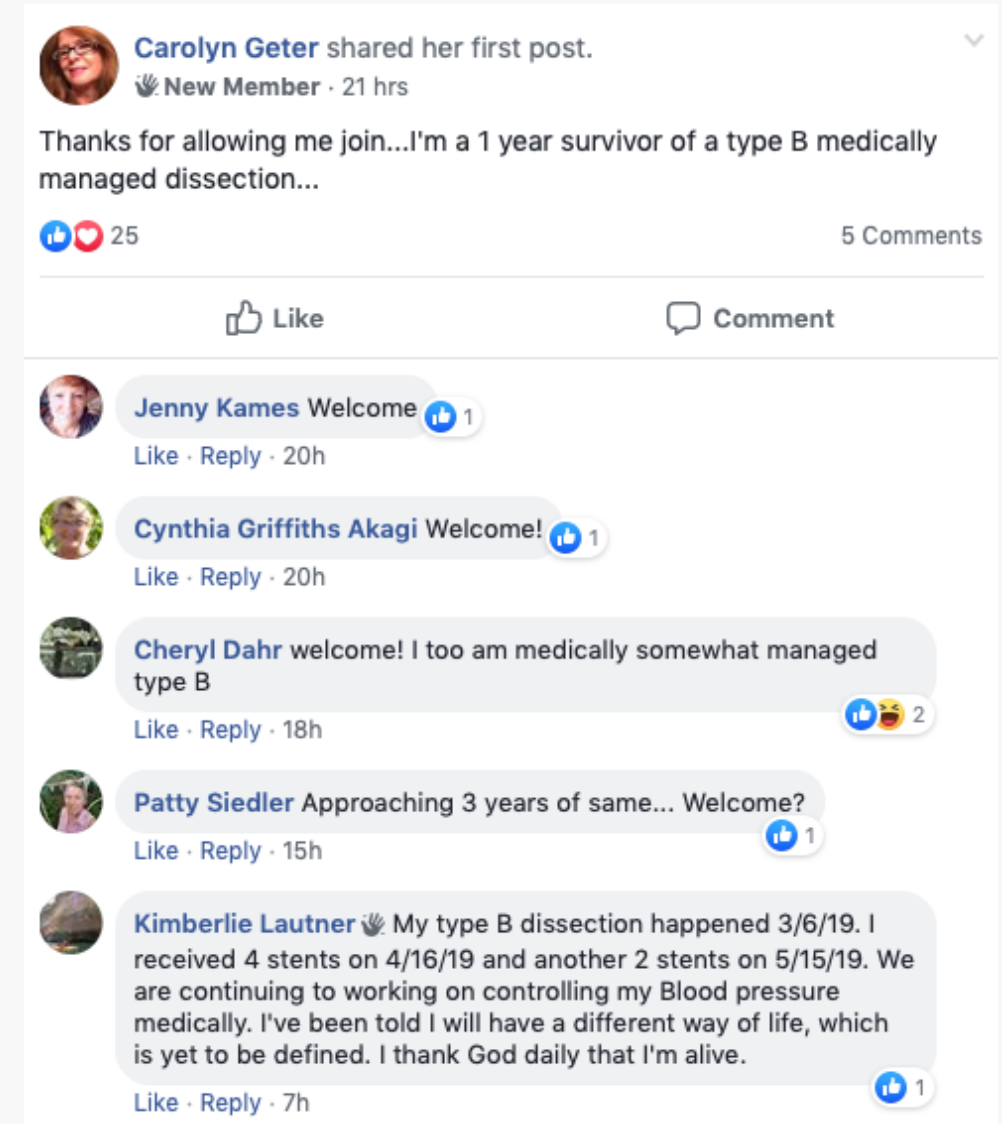 Carolyn Geter shared her first post.
New Member · 21 hrs
Thanks for allowing me join...I'm a 1 year survivor of a type B medically
managed dissection...
25
5 Comments
Like
Comment
Jenny Kames Welcome
1
Like · Reply · 20h
Cynthia Griffiths Akagi Welcome!
1
Like · Reply · 20h
Cheryl Dahr welcome! I too am medically somewhat managed
type B
2
Like · Reply · 18h
Patty Siedler Approaching 3 years of same... Welcome?
1
Like · Reply · 15h
Kimberlie Lautner My type B dissection happened 3/6/19. I
received 4 stents on 4/16/19 and another 2 stents on 5/15/19. We
are continuing to working on controlling my Blood pressure
medically. I've been told I will have a different way of life, which
is yet to be defined. I thank God daily that I'm alive.
1
Like · Reply · 7h